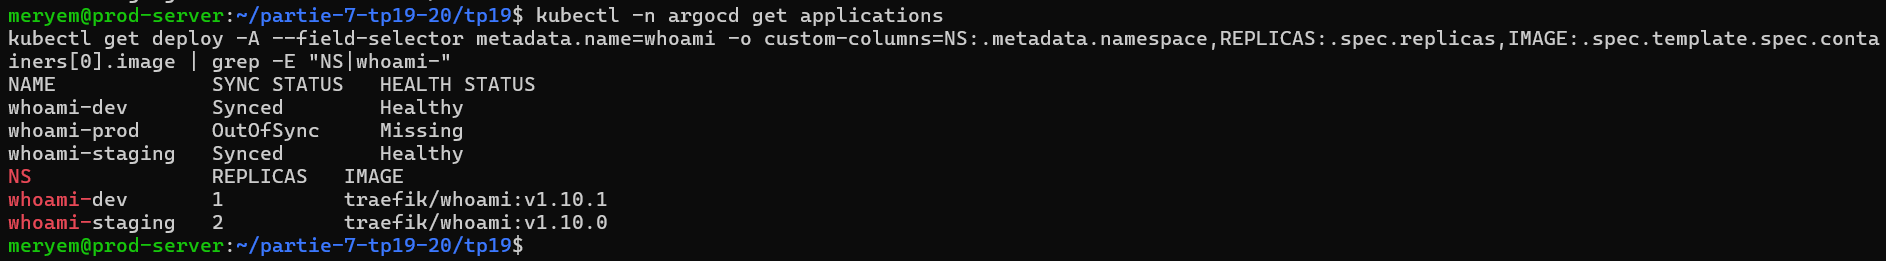 meryem@prod-server:~/partie-7-tp19-20/tp19$ kubectl -n argocd get applications
kubectl get deploy -A --field-selector metadata.name=whoami -o custom-columns=NS:.metadata.namespace,REPLICAS:.spec.replicas,IMAGE:.spec.template.spec.conta
iners[0].image | grep -E "NS|whoami-"
NAME             SYNC STATUS   HEALTH STATUS
whoami-dev       Synced        Healthy
whoami-prod      OutOfSync     Missing
whoami-staging   Synced        Healthy
NS               REPLICAS   IMAGE
whoami-dev       1          traefik/whoami:v1.10.1
whoami-staging   2          traefik/whoami:v1.10.0
meryem@prod-server:~/partie-7-tp19-20/tp19$